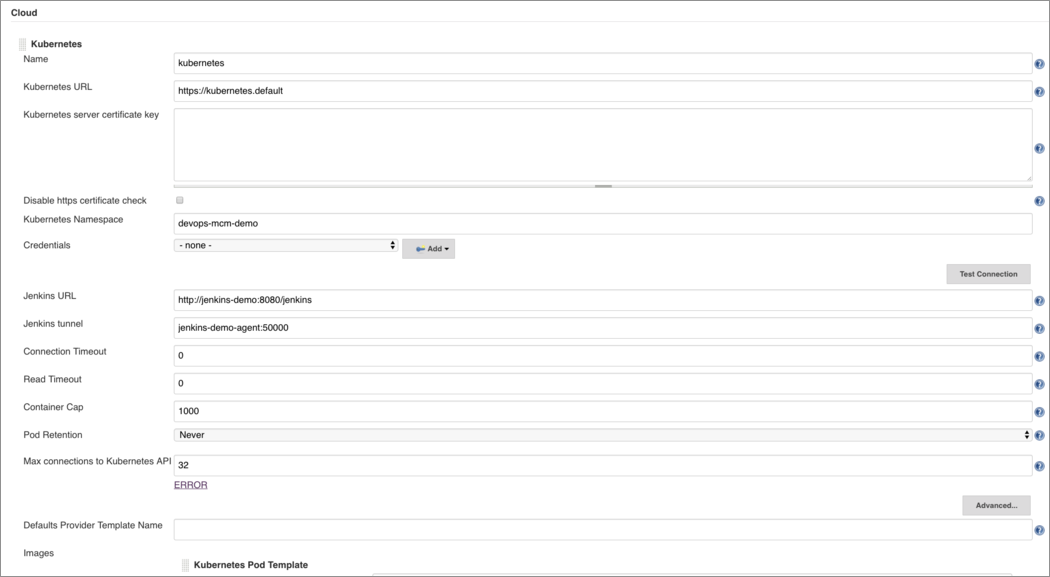 Cloud
Kubernetes
Name
kubernetes
Kubernetes URL
https://kubernetes.default
Kubernetes server certificate key
Disable https certificate check
Kubernetes Namespace
devops-mcm-demo
Credentials
- none -
Add
Test Connection
Jenkins URL
http://jenkins-demo:8080/jenkins
Jenkins tunnel
jenkins-demo-agent:50000
Connection Timeout
0
Read Timeout
0
Container Cap
1000
Pod Retention
Never
Max connections to Kubernetes API
32
ERROR
Advanced...
Defaults Provider Template Name
Images
Kubernetes Pod Template